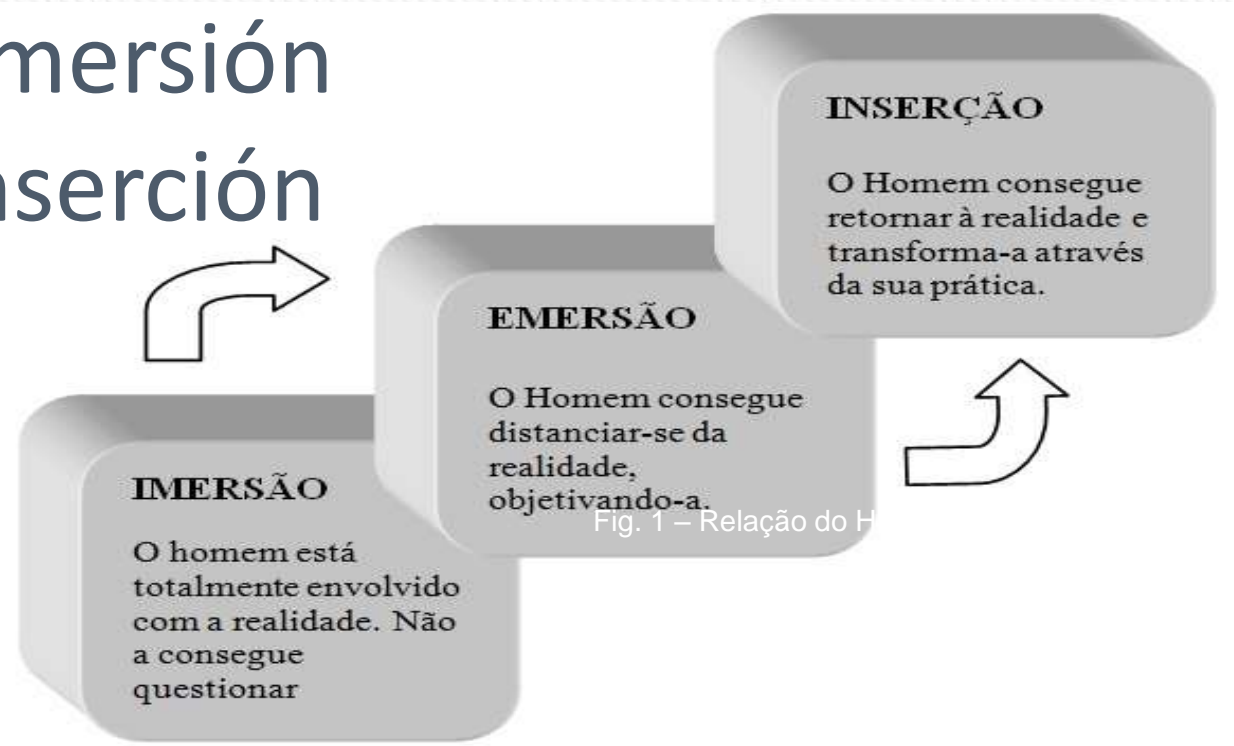 mersión
nserción
INSERÇÃO
O Homem consegue
retornar à realidade e
transforma-a através
da sua prática.
EMERSÃO
O Homem consegue
distanciar-se da
realidade,
objetivando-a.
Fig. 1 – Relação do H
IMERSÃO
O homem está
totalmente envolvido
com a realidade. Não
a consegue
questionar